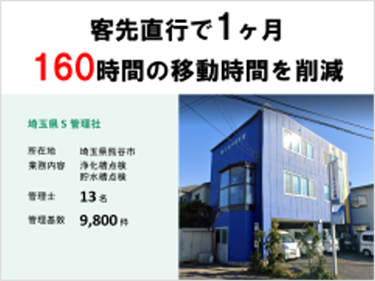 客先直行で1ヶ月
160時間の移動時間を削減
埼玉県S管理社
所在地 埼玉県熊谷市
業務内容 浄化槽点検
貯水槽点検
管理士 13名
管理基数 9,800件